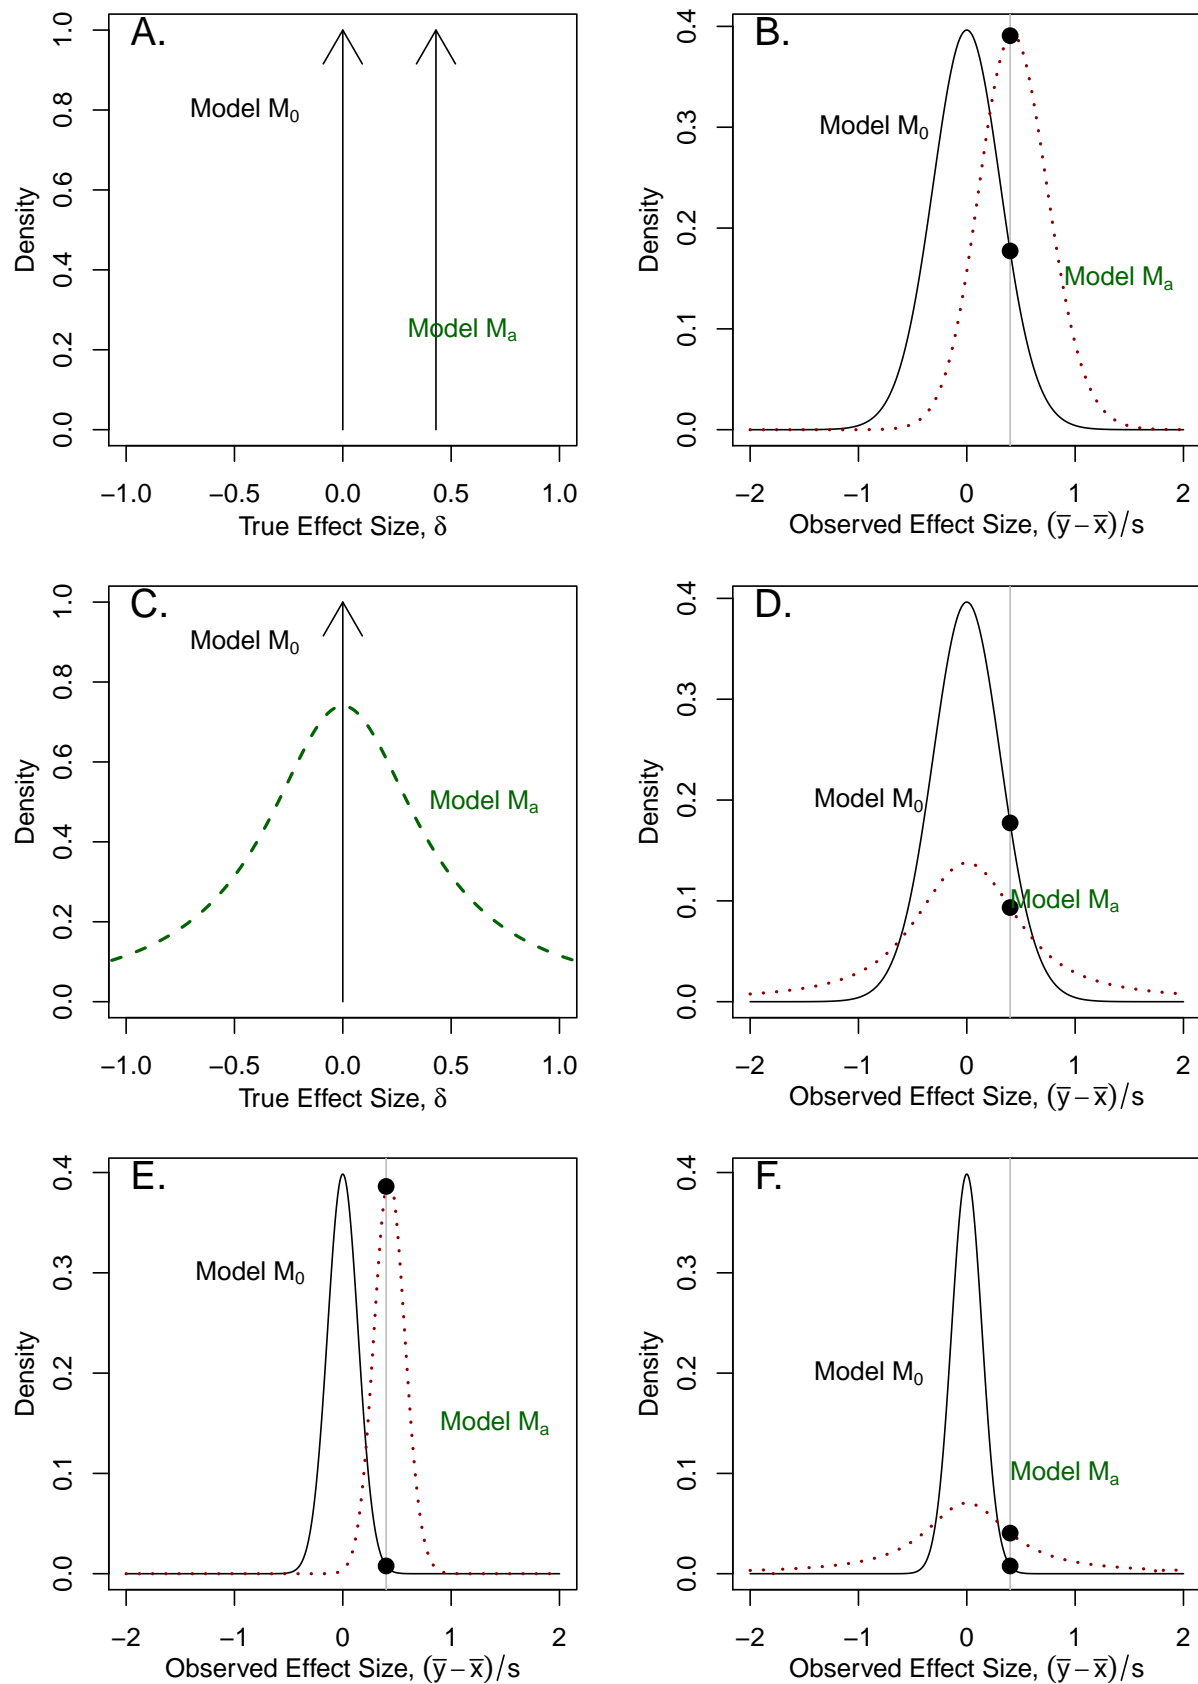 A.
Model M₀
Model Mₐ
Density
0.0 0.2 0.4 0.6 0.8 1.0
−1.0 −0.5 0.0 0.5 1.0
True Effect Size, δ
B.
Model M₀
Model Mₐ
Density
0.0 0.1 0.2 0.3 0.4
−2 −1 0 1 2
Observed Effect Size, (y̅ − x̅)/s
C.
Model M₀
Model Mₐ
Density
0.0 0.2 0.4 0.6 0.8 1.0
−1.0 −0.5 0.0 0.5 1.0
True Effect Size, δ
D.
Model M₀
Model Mₐ
Density
0.0 0.1 0.2 0.3 0.4
−2 −1 0 1 2
Observed Effect Size, (y̅ − x̅)/s
E.
Model M₀
Model Mₐ
Density
0.0 0.1 0.2 0.3 0.4
−2 −1 0 1 2
Observed Effect Size, (y̅ − x̅)/s
F.
Model M₀
Model Mₐ
Density
0.0 0.1 0.2 0.3 0.4
−2 −1 0 1 2
Observed Effect Size, (y̅ − x̅)/s